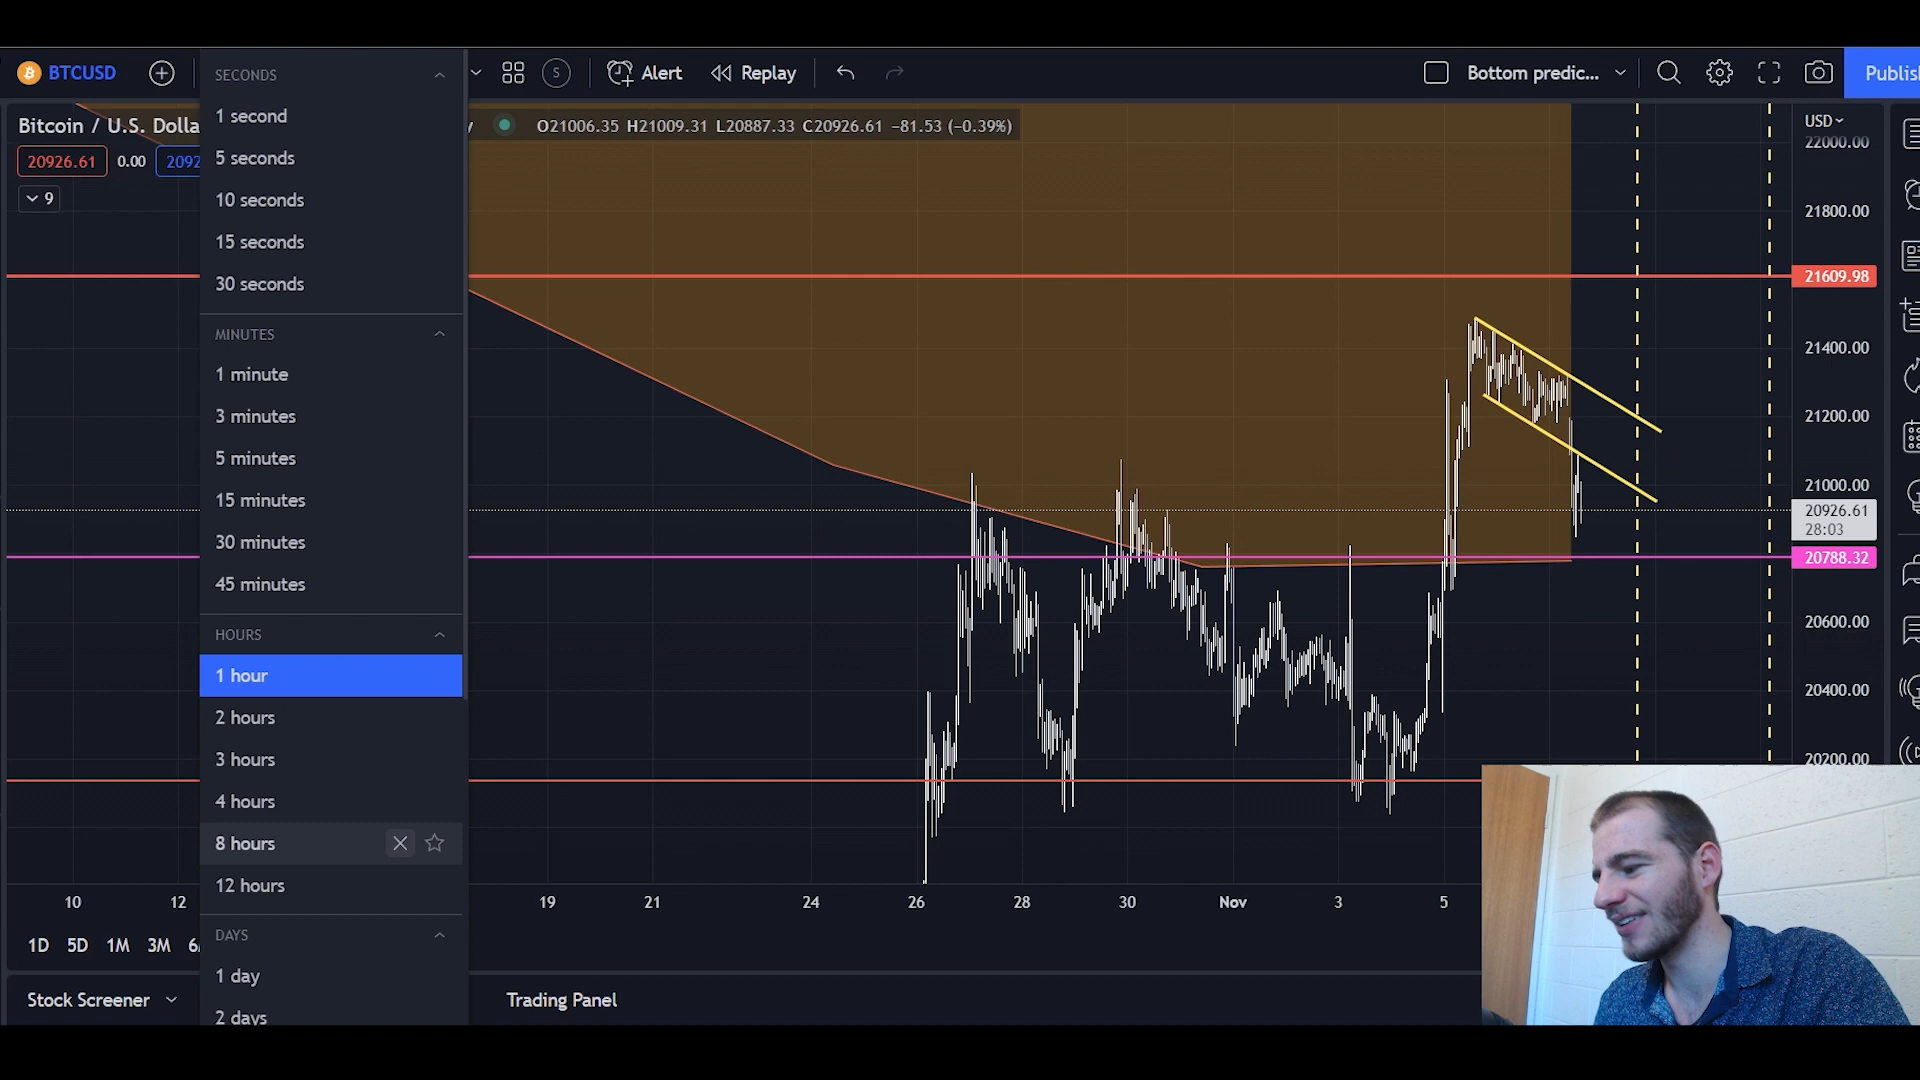 BTCUSD
Alert
Replay
Bottom predic...
Publis
Bitcoin / U.S. Dolla
O21006.35 H21009.31 L20887.33 C20926.61 −81.53 (−0.39%)
20926.61 0.00 2092
9
SECONDS
1 second
5 seconds
10 seconds
15 seconds
30 seconds
MINUTES
1 minute
3 minutes
5 minutes
15 minutes
30 minutes
45 minutes
HOURS
1 hour
2 hours
3 hours
4 hours
8 hours
12 hours
DAYS
1 day
2 days
USD
22000.00
21800.00
21609.98
21400.00
21200.00
21000.00
20926.61
28:03
20788.32
20600.00
20400.00
20200.00
10 12 19 21 24 26 28 30 Nov 3 5
1D 5D 1M 3M 6
Stock Screener
Trading Panel